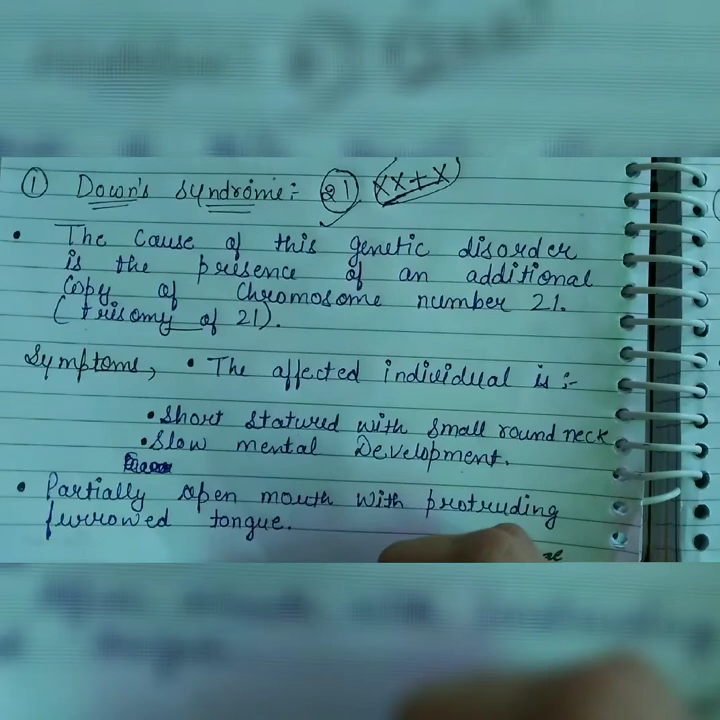 ① Down's Syndrome:- 21 XX+X
• The cause of this genetic disorder
is the presence of an additional
copy of Chromosome number 21.
(trisomy of 21).
Symptoms, • The affected individual is :-
• Short statured with small round neck
• Slow mental Development.
• Partially open mouth with protruding
furrowed tongue.